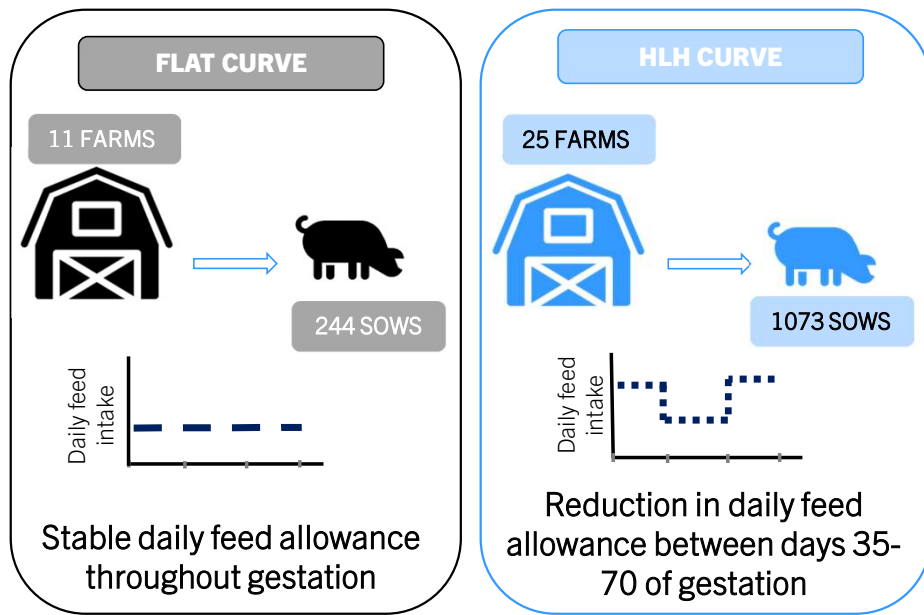 FLAT CURVE
11 FARMS
244 SOWS
Daily feed
intake
Stable daily feed allowance
throughout gestation
HLH CURVE
25 FARMS
1073 SOWS
Daily feed
intake
Reduction in daily feed
allowance between days 35-
70 of gestation